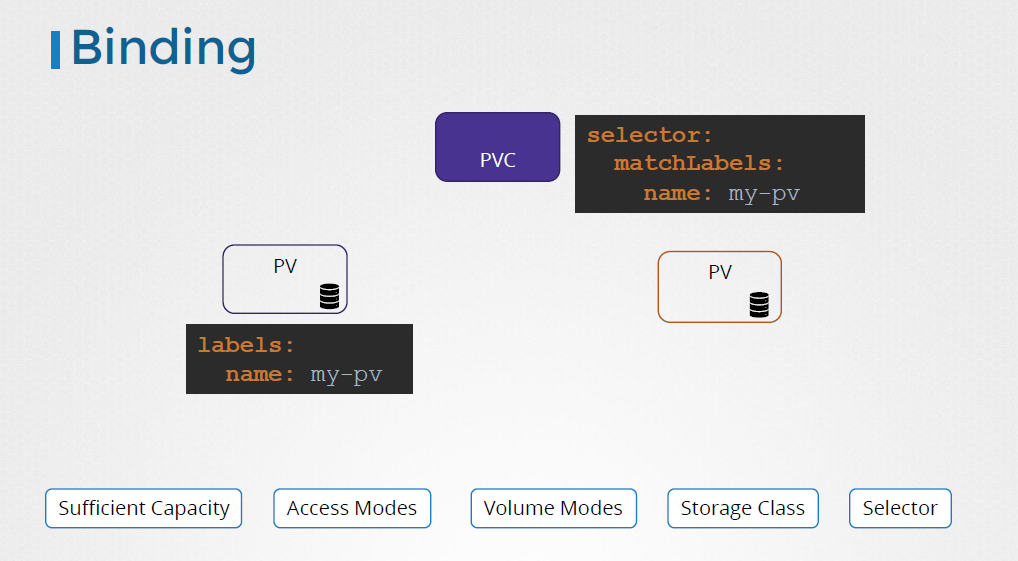 Binding
PVC
selector:
  matchLabels:
    name: my-pv
PV
PV
labels:
  name: my-pv
Sufficient Capacity
Access Modes
Volume Modes
Storage Class
Selector